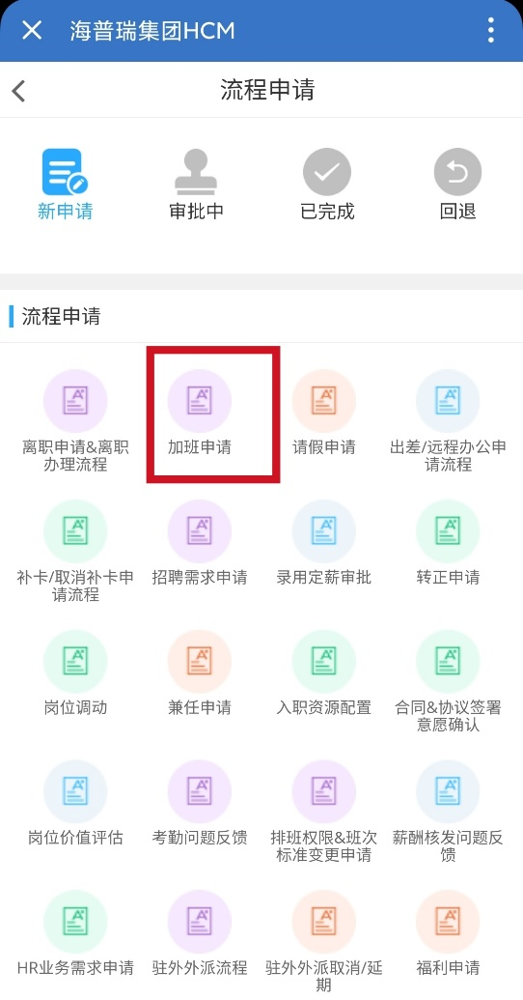 海普瑞集团HCM
流程申请
新申请
审批中
已完成
回退
流程申请
离职申请&离职
办理流程
加班申请
请假申请
出差/远程办公申
请流程
补卡/取消补卡申
请流程
招聘需求申请
录用定薪审批
转正申请
岗位调动
兼任申请
入职资源配置
合同&协议签署
意愿确认
岗位价值评估
考勤问题反馈
排班权限&班次
标准变更申请
薪酬核发问题反
馈
HR业务需求申请
驻外外派流程
驻外外派取消/延
期
福利申请